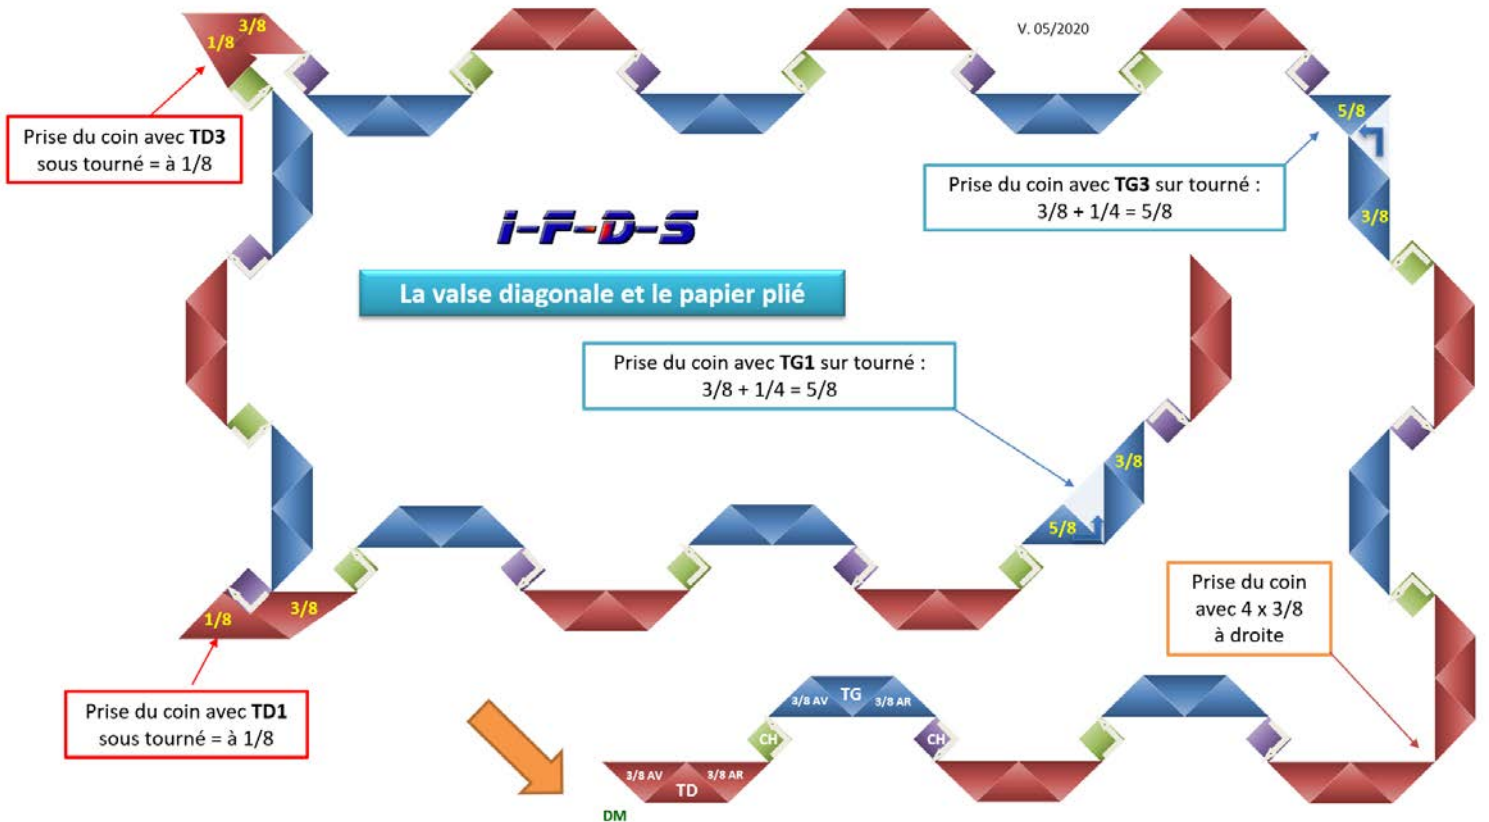 1/8
3/8
V. 05/2020
Prise du coin avec TD3
sous tourné = à 1/8
5/8
Prise du coin avec TG3 sur tourné :
3/8 + 1/4 = 5/8
3/8
i-F-D-S
La valse diagonale et le papier plié
Prise du coin avec TG1 sur tourné :
3/8 + 1/4 = 5/8
3/8
5/8
Prise du coin
avec 4 x 3/8
à droite
1/8
3/8
Prise du coin avec TD1
sous tourné = à 1/8
3/8 AV
TG
3/8 AR
CH
CH
3/8 AV
3/8 AR
TD
DM